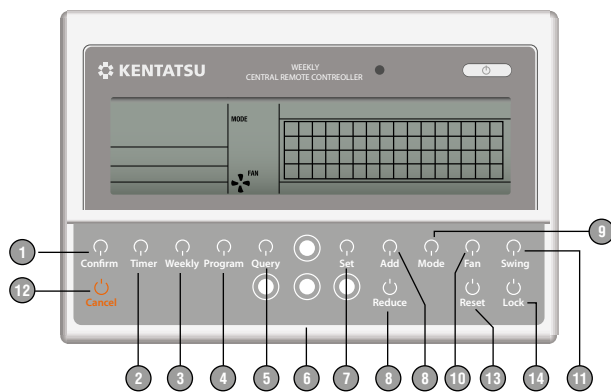 KENTATSU
WEEKLY
CENTRAL REMOTE CONTREOLLER
MODE
FAN
9
1
Confirm Timer Weekly Program Query Set Add Mode Fan Swing
12
Cancel Reduce Reset Lock
2 3 4 5 6 7 8 8 10 13 14 11